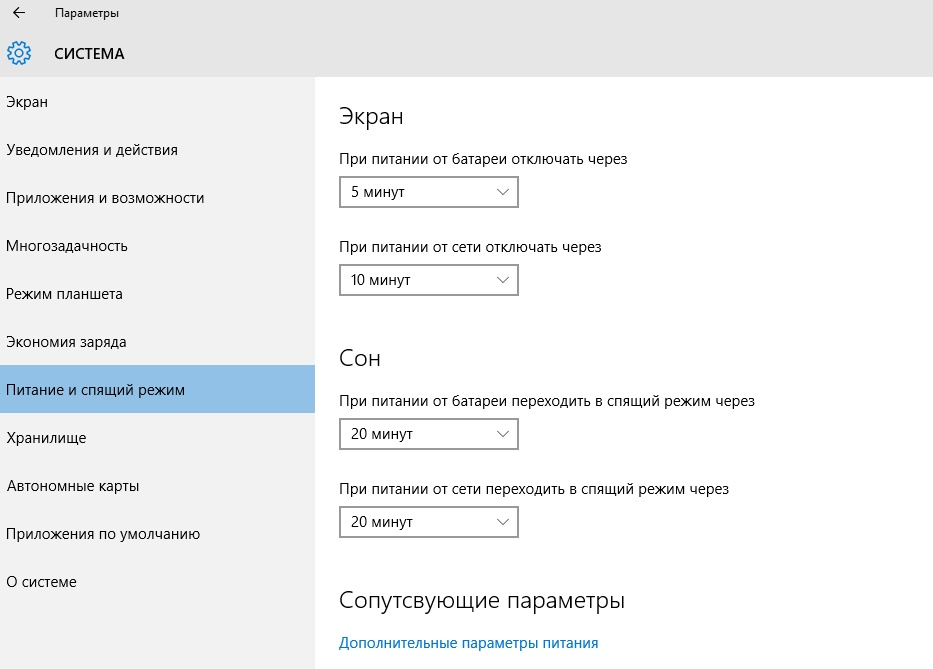 Параметры
СИСТЕМА
Экран
Уведомления и действия
Приложения и возможности
Многозадачность
Режим планшета
Экономия заряда
Питание и спящий режим
Хранилище
Автономные карты
Приложения по умолчанию
О системе
Экран
При питании от батареи отключать через
5 минут
При питании от сети отключать через
10 минут
Сон
При питании от батареи переходить в спящий режим через
20 минут
При питании от сети переходить в спящий режим через
20 минут
Сопутсвующие параметры
Дополнительные параметры питания